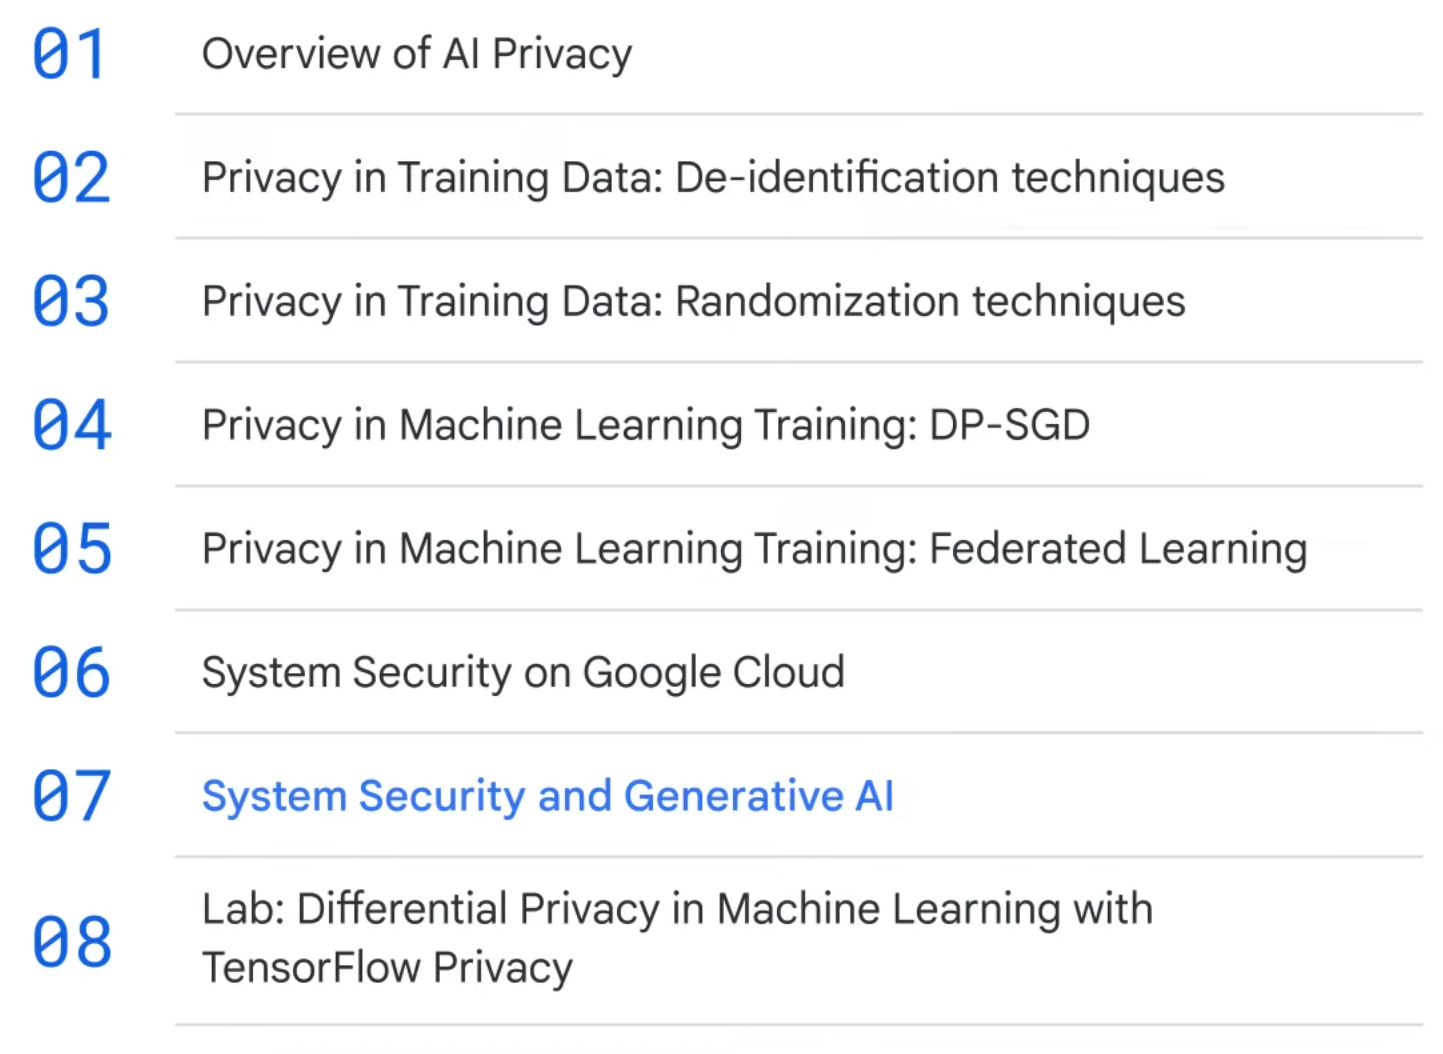 01 Overview of AI Privacy
02 Privacy in Training Data: De-identification techniques
03 Privacy in Training Data: Randomization techniques
04 Privacy in Machine Learning Training: DP-SGD
05 Privacy in Machine Learning Training: Federated Learning
06 System Security on Google Cloud
07 System Security and Generative AI
08 Lab: Differential Privacy in Machine Learning with
TensorFlow Privacy